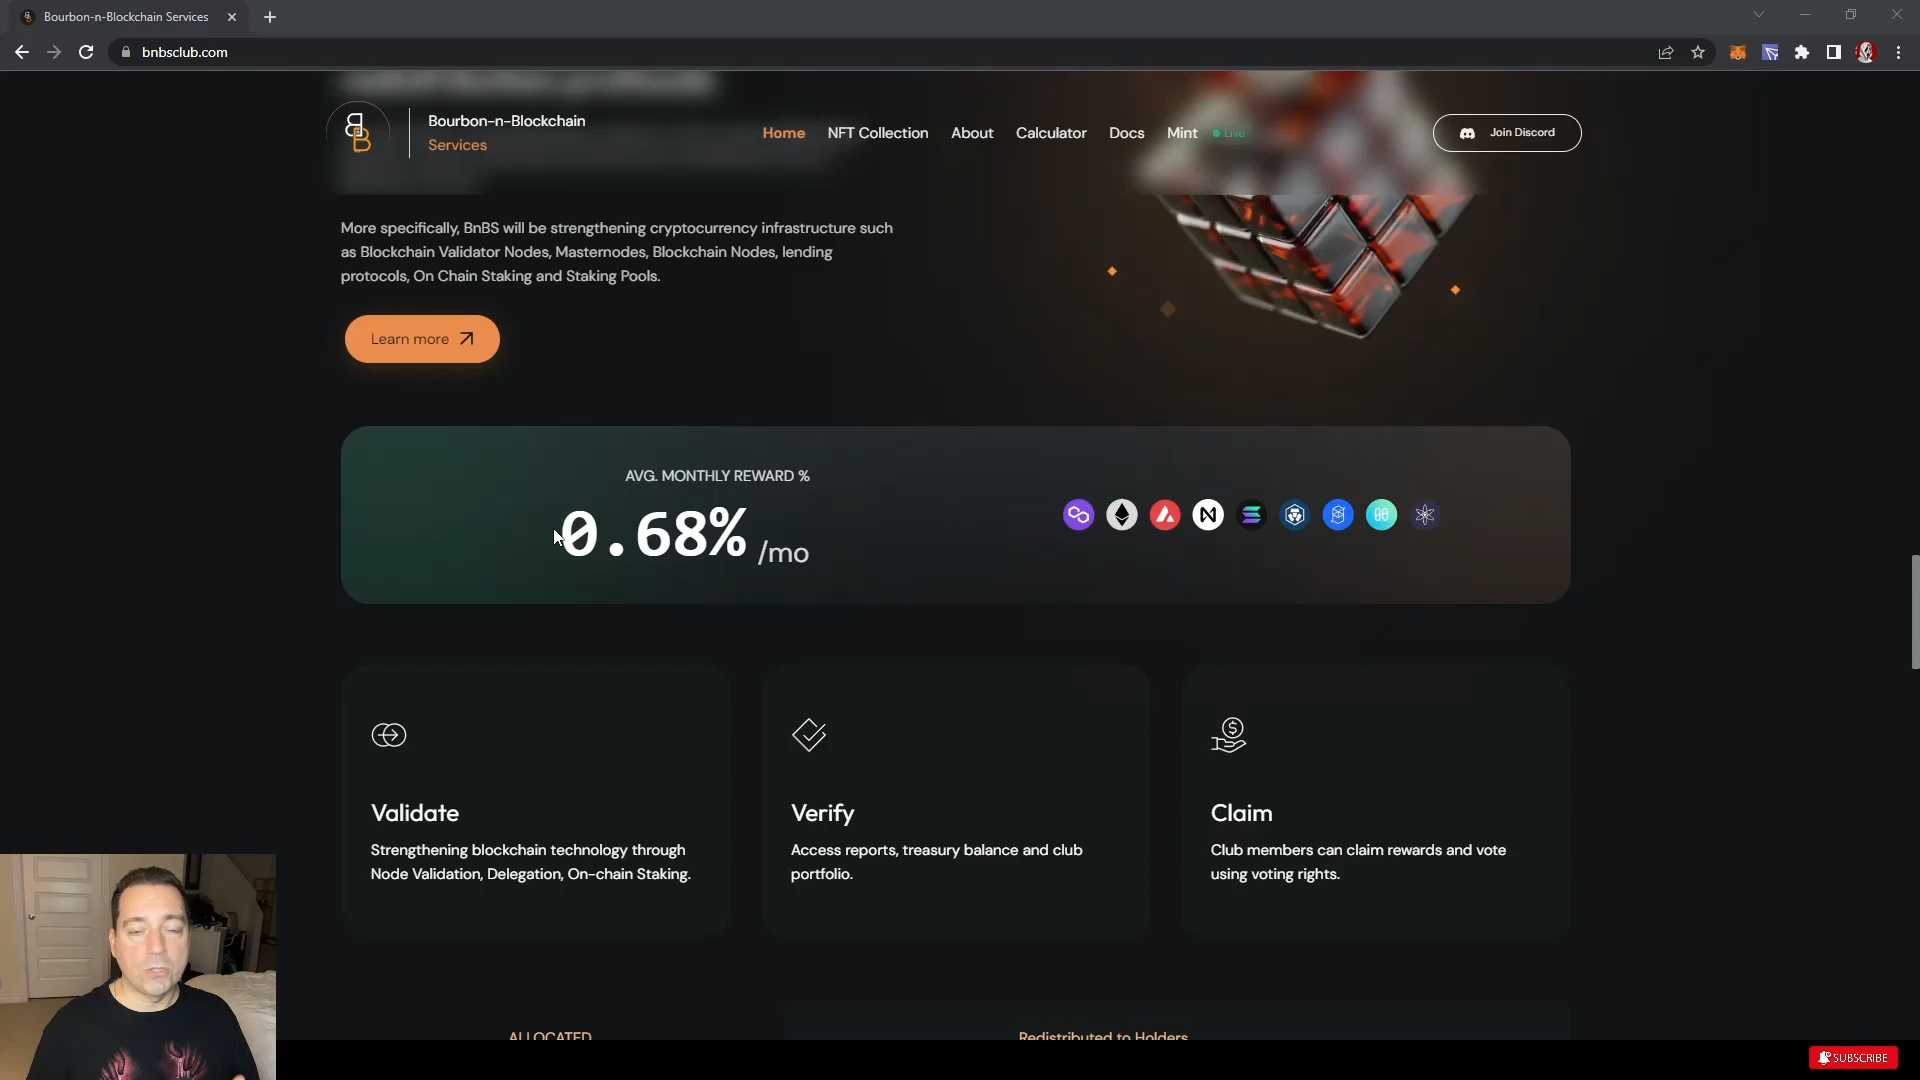 Bourbon-n-Blockchain Services
bnbsclub.com
Bourbon-n-Blockchain
Services
Home
NFT Collection
About
Calculator
Docs
Mint
Live
Join Discord
More specifically, BnBS will be strengthening cryptocurrency infrastructure such
as Blockchain Validator Nodes, Masternodes, Blockchain Nodes, lending
protocols, On Chain Staking and Staking Pools.
Learn more
AVG. MONTHLY REWARD %
0.68% /mo
Validate
Strengthening blockchain technology through
Node Validation, Delegation, On-chain Staking.
Verify
Access reports, treasury balance and club
portfolio.
Claim
Club members can claim rewards and vote
using voting rights.
ALLOCATED
Redistributed to Holders
SUBSCRIBE